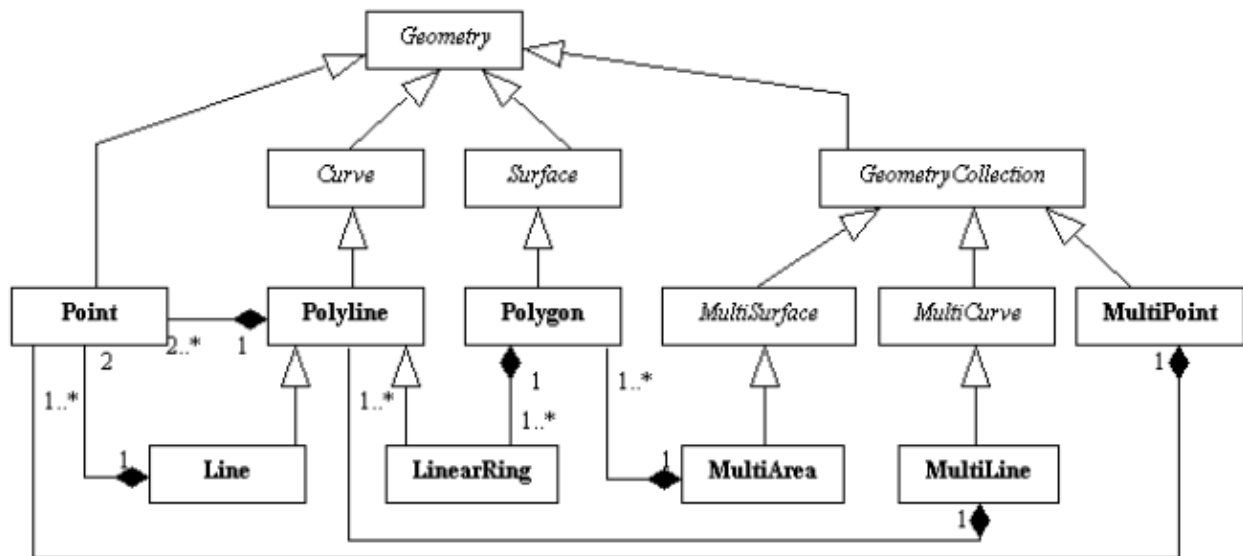 Geometry
Curve
Surface
GeometryCollection
Point
Polyline
Polygon
MultiSurface
MultiCurve
MultiPoint
2
2..*
1
1
1..*
1..*
1
1..*
1..*
1
Line
LinearRing
1
MultiArea
MultiLine
1